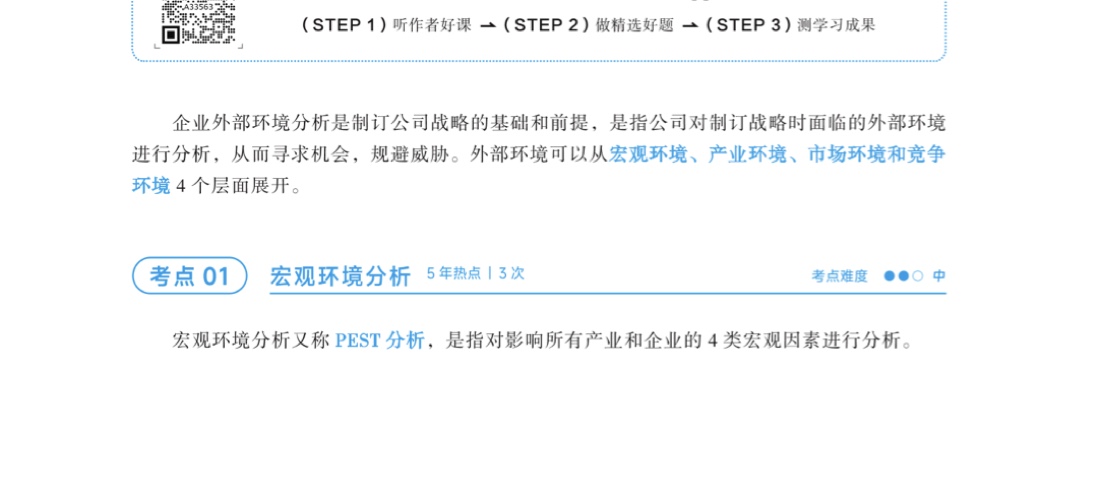 A33563
（STEP 1）听作者好课 → （STEP 2）做精选好题 → （STEP 3）测学习成果
企业外部环境分析是制订公司战略的基础和前提，是指公司对制订战略时面临的外部环境
进行分析，从而寻求机会，规避威胁。外部环境可以从宏观环境、产业环境、市场环境和竞争
环境 4 个层面展开。
考点 01 宏观环境分析 5 年热点 | 3 次 考点难度 ●●○ 中
宏观环境分析又称 PEST 分析，是指对影响所有产业和企业的 4 类宏观因素进行分析。